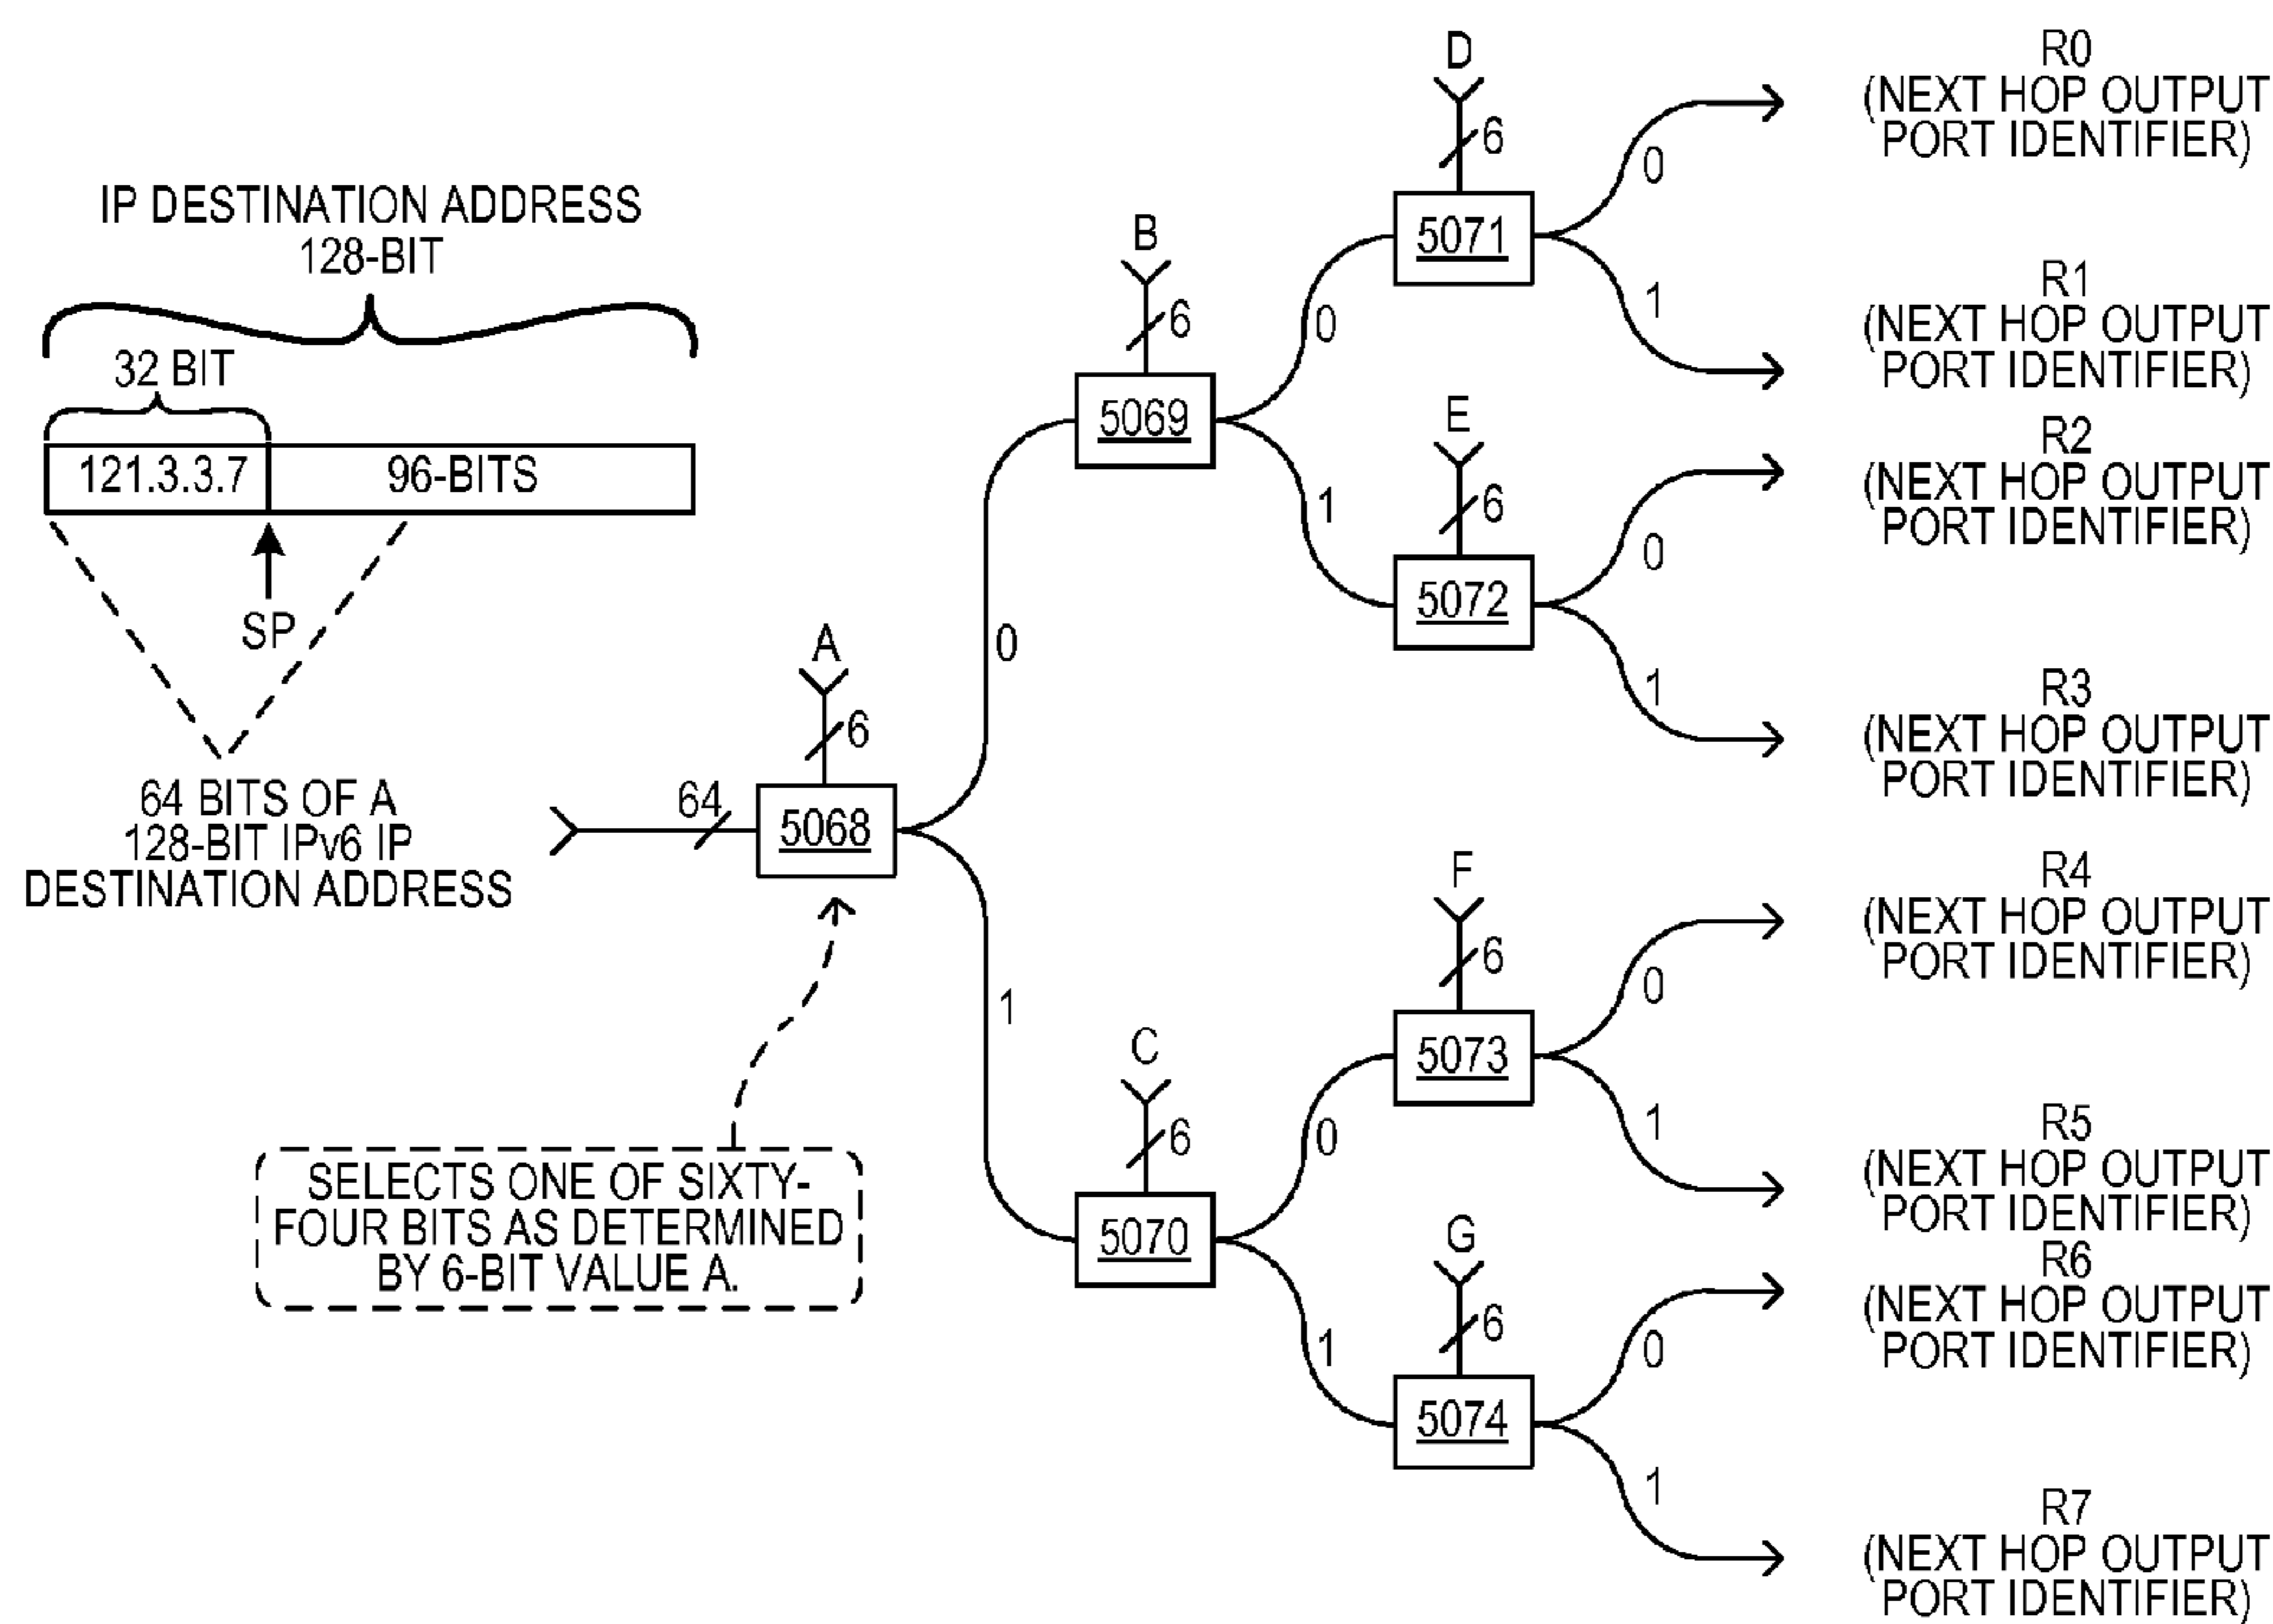 IP DESTINATION ADDRESS
128-BIT
32 BIT
121.3.3.7
96-BITS
SP
64 BITS OF A
128-BIT IPv6 IP
DESTINATION ADDRESS
64
A
6
5068
SELECTS ONE OF SIXTY-
FOUR BITS AS DETERMINED
BY 6-BIT VALUE A.
0
1
B
6
5069
0
1
C
6
5070
0
1
D
6
5071
0
1
E
6
5072
0
1
F
6
5073
0
1
G
6
5074
0
1
R0
(NEXT HOP OUTPUT
PORT IDENTIFIER)
R1
(NEXT HOP OUTPUT
PORT IDENTIFIER)
R2
(NEXT HOP OUTPUT
PORT IDENTIFIER)
R3
(NEXT HOP OUTPUT
PORT IDENTIFIER)
R4
(NEXT HOP OUTPUT
PORT IDENTIFIER)
R5
(NEXT HOP OUTPUT
PORT IDENTIFIER)
R6
(NEXT HOP OUTPUT
PORT IDENTIFIER)
R7
(NEXT HOP OUTPUT
PORT IDENTIFIER)